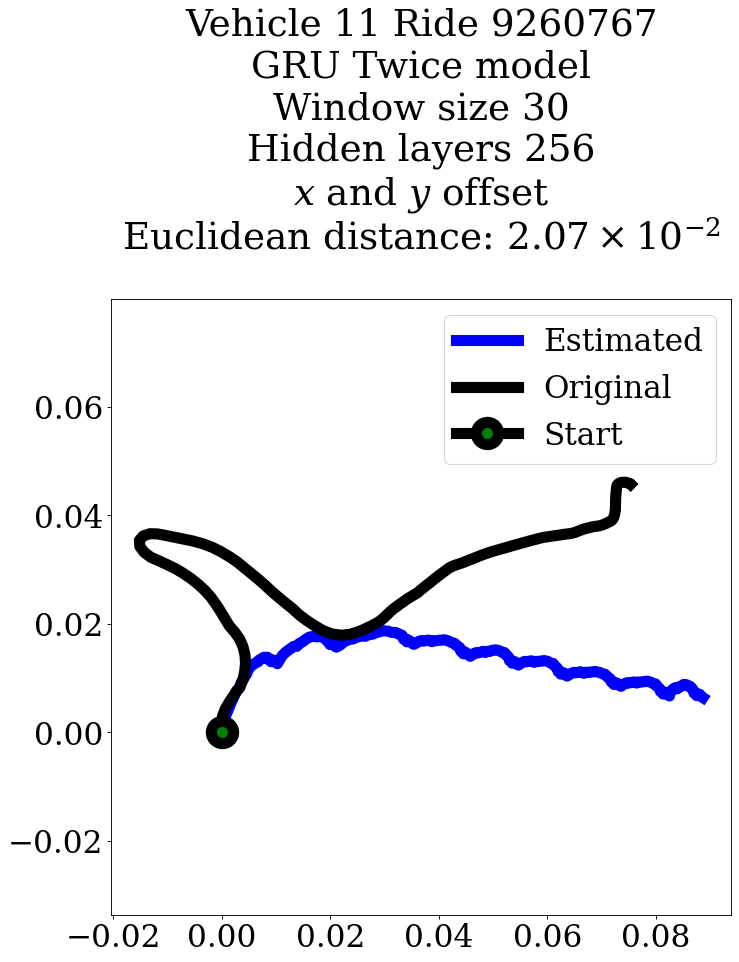 Vehicle 11 Ride 9260767
GRU Twice model
Window size 30
Hidden layers 256
x and y offset
Euclidean distance: 2.07 × 10⁻²
Estimated
Original
Start
0.06
0.04
0.02
0.00
−0.02
−0.02 0.00 0.02 0.04 0.06 0.08